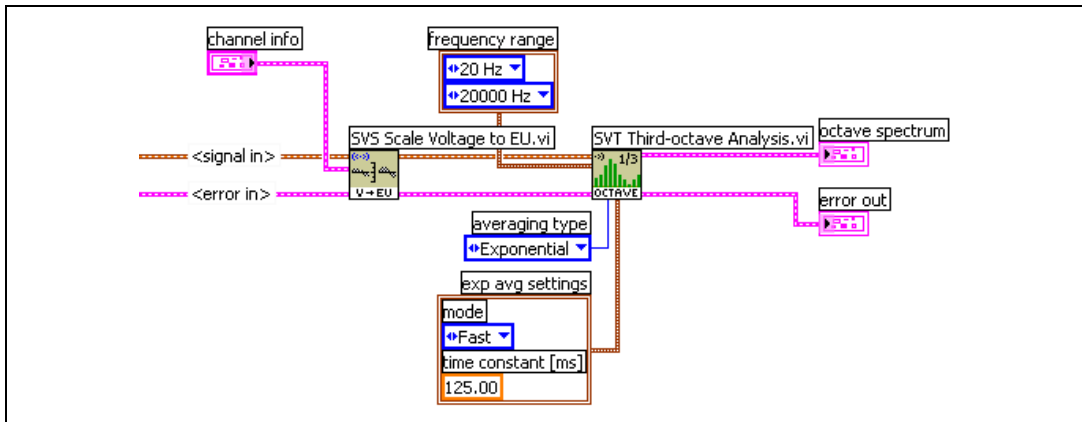 channel info
frequency range
20 Hz
20000 Hz
SVS Scale Voltage to EU.vi
SVT Third-octave Analysis.vi
octave spectrum
<signal in>
1/3
<error in>
V→EU
OCTAVE
error out
averaging type
Exponential
exp avg settings
mode
Fast
time constant [ms]
125.00